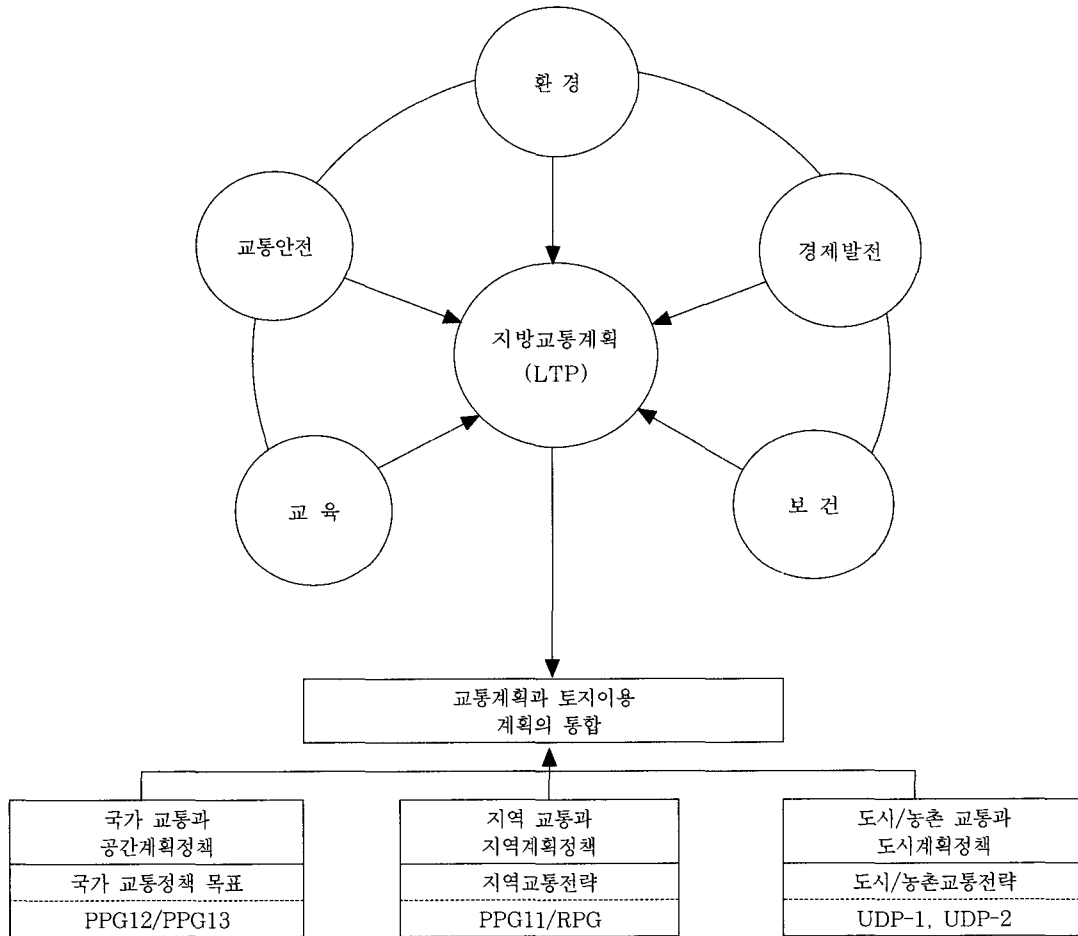 환 경
교통안전
경제발전
지방교통계획
(LTP)
교 육
보 건
교통계획과 토지이용
계획의 통합
국가 교통과
공간계획정책
국가 교통정책 목표
PPG12/PPG13
지역 교통과
지역계획정책
지역교통전략
PPG11/RPG
도시/농촌 교통과
도시계획정책
도시/농촌교통전략
UDP-1, UDP-2